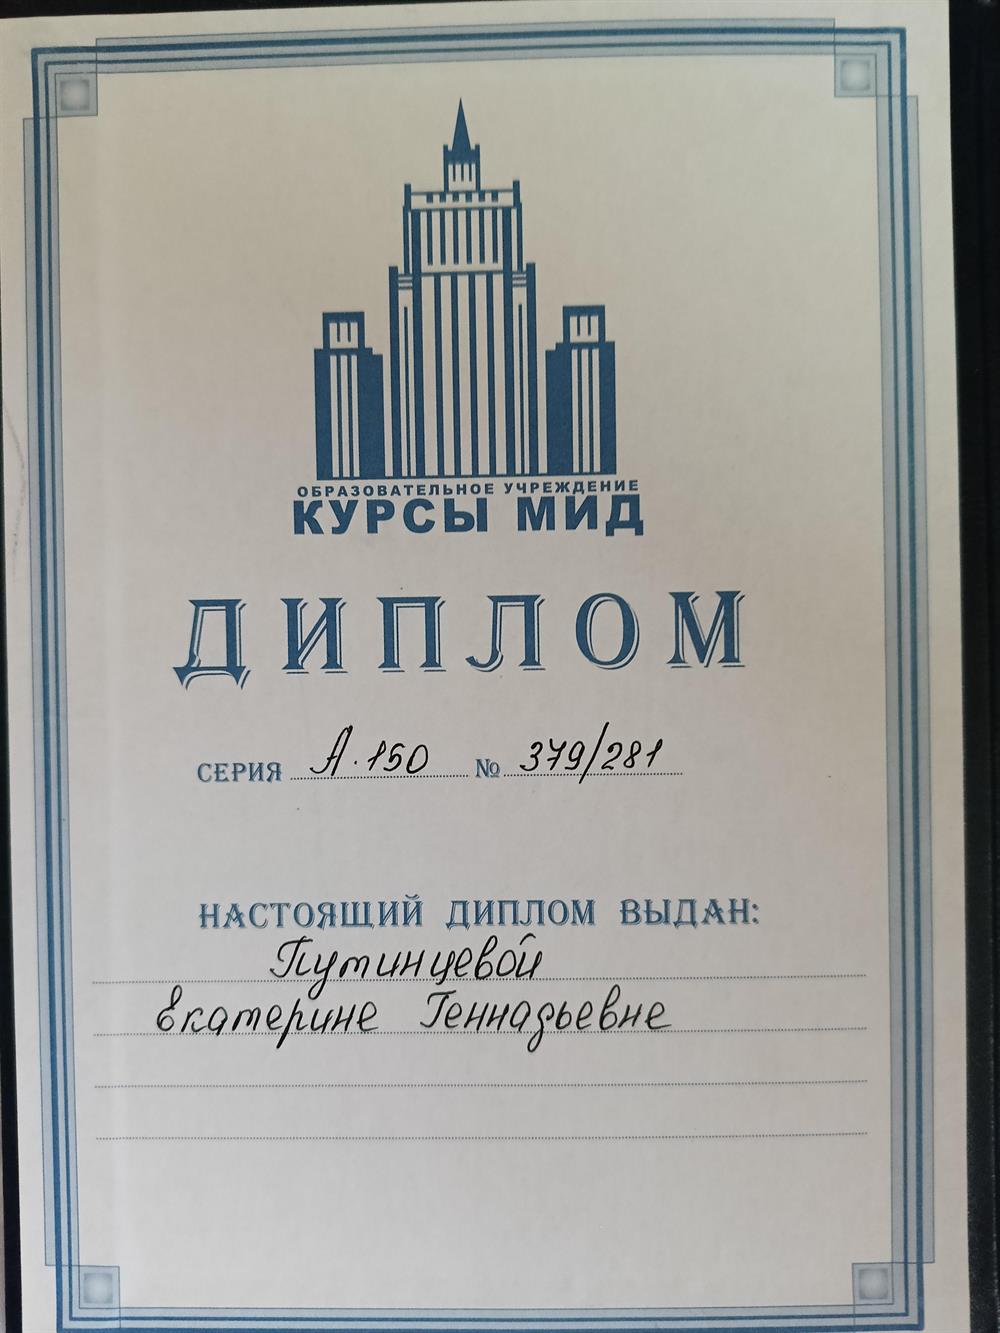 ОБРАЗОВАТЕЛЬНОЕ УЧРЕЖДЕНИЕ
КУРСЫ МИД
ДИПЛОМ
СЕРИЯ А.150 № 379/281
НАСТОЯЩИЙ ДИПЛОМ ВЫДАН:
Путинцевой
Екатерине Геннадьевне